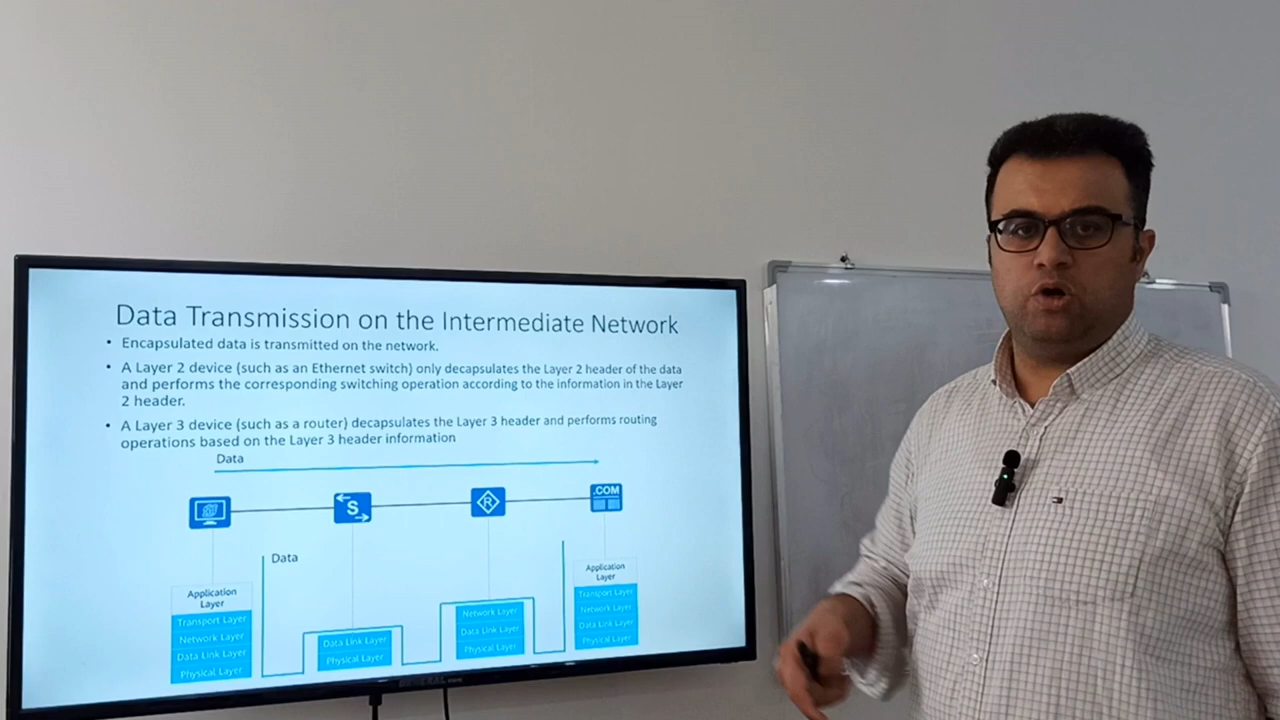 Data Transmission on the Intermediate Network
• Encapsulated data is transmitted on the network.
• A Layer 2 device (such as an Ethernet switch) only decapsulates the Layer 2 header of the data
and performs the corresponding switching operation according to the information in the Layer
2 header.
• A Layer 3 device (such as a router) decapsulates the Layer 3 header and performs routing
operations based on the Layer 3 header information
Data
S
R
.COM
Data
Application
Layer
Transport Layer
Network Layer
Data Link Layer
Physical Layer
Data Link Layer
Physical Layer
Network Layer
Data Link Layer
Physical Layer
Application
Layer
Transport Layer
Network Layer
Data Link Layer
Physical Layer